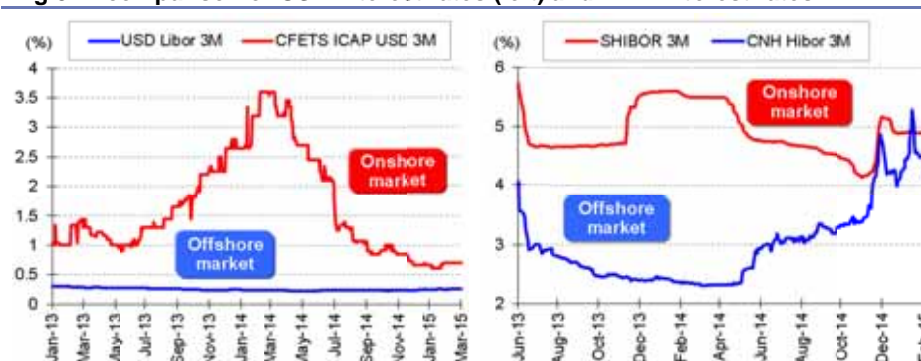 (%)
USD Libor 3M
CFETS ICAP USD 3M
4
3.5
3
2.5
2
1.5
1
0.5
0
Onshore
market
Offshore
market
Jan-13
Mar-13
May-13
Jul-13
Sep-13
Nov-13
Jan-14
Mar-14
May-14
Jul-14
Sep-14
Nov-14
Jan-15
Mar-15
(%)
SHIBOR 3M
CNH Hibor 3M
6
5
4
3
2
Onshore
market
Offshore
market
Jun-13
Aug-13
Oct-13
Dec-13
Feb-14
Apr-14
Jun-14
Aug-14
Oct-14
Dec-14